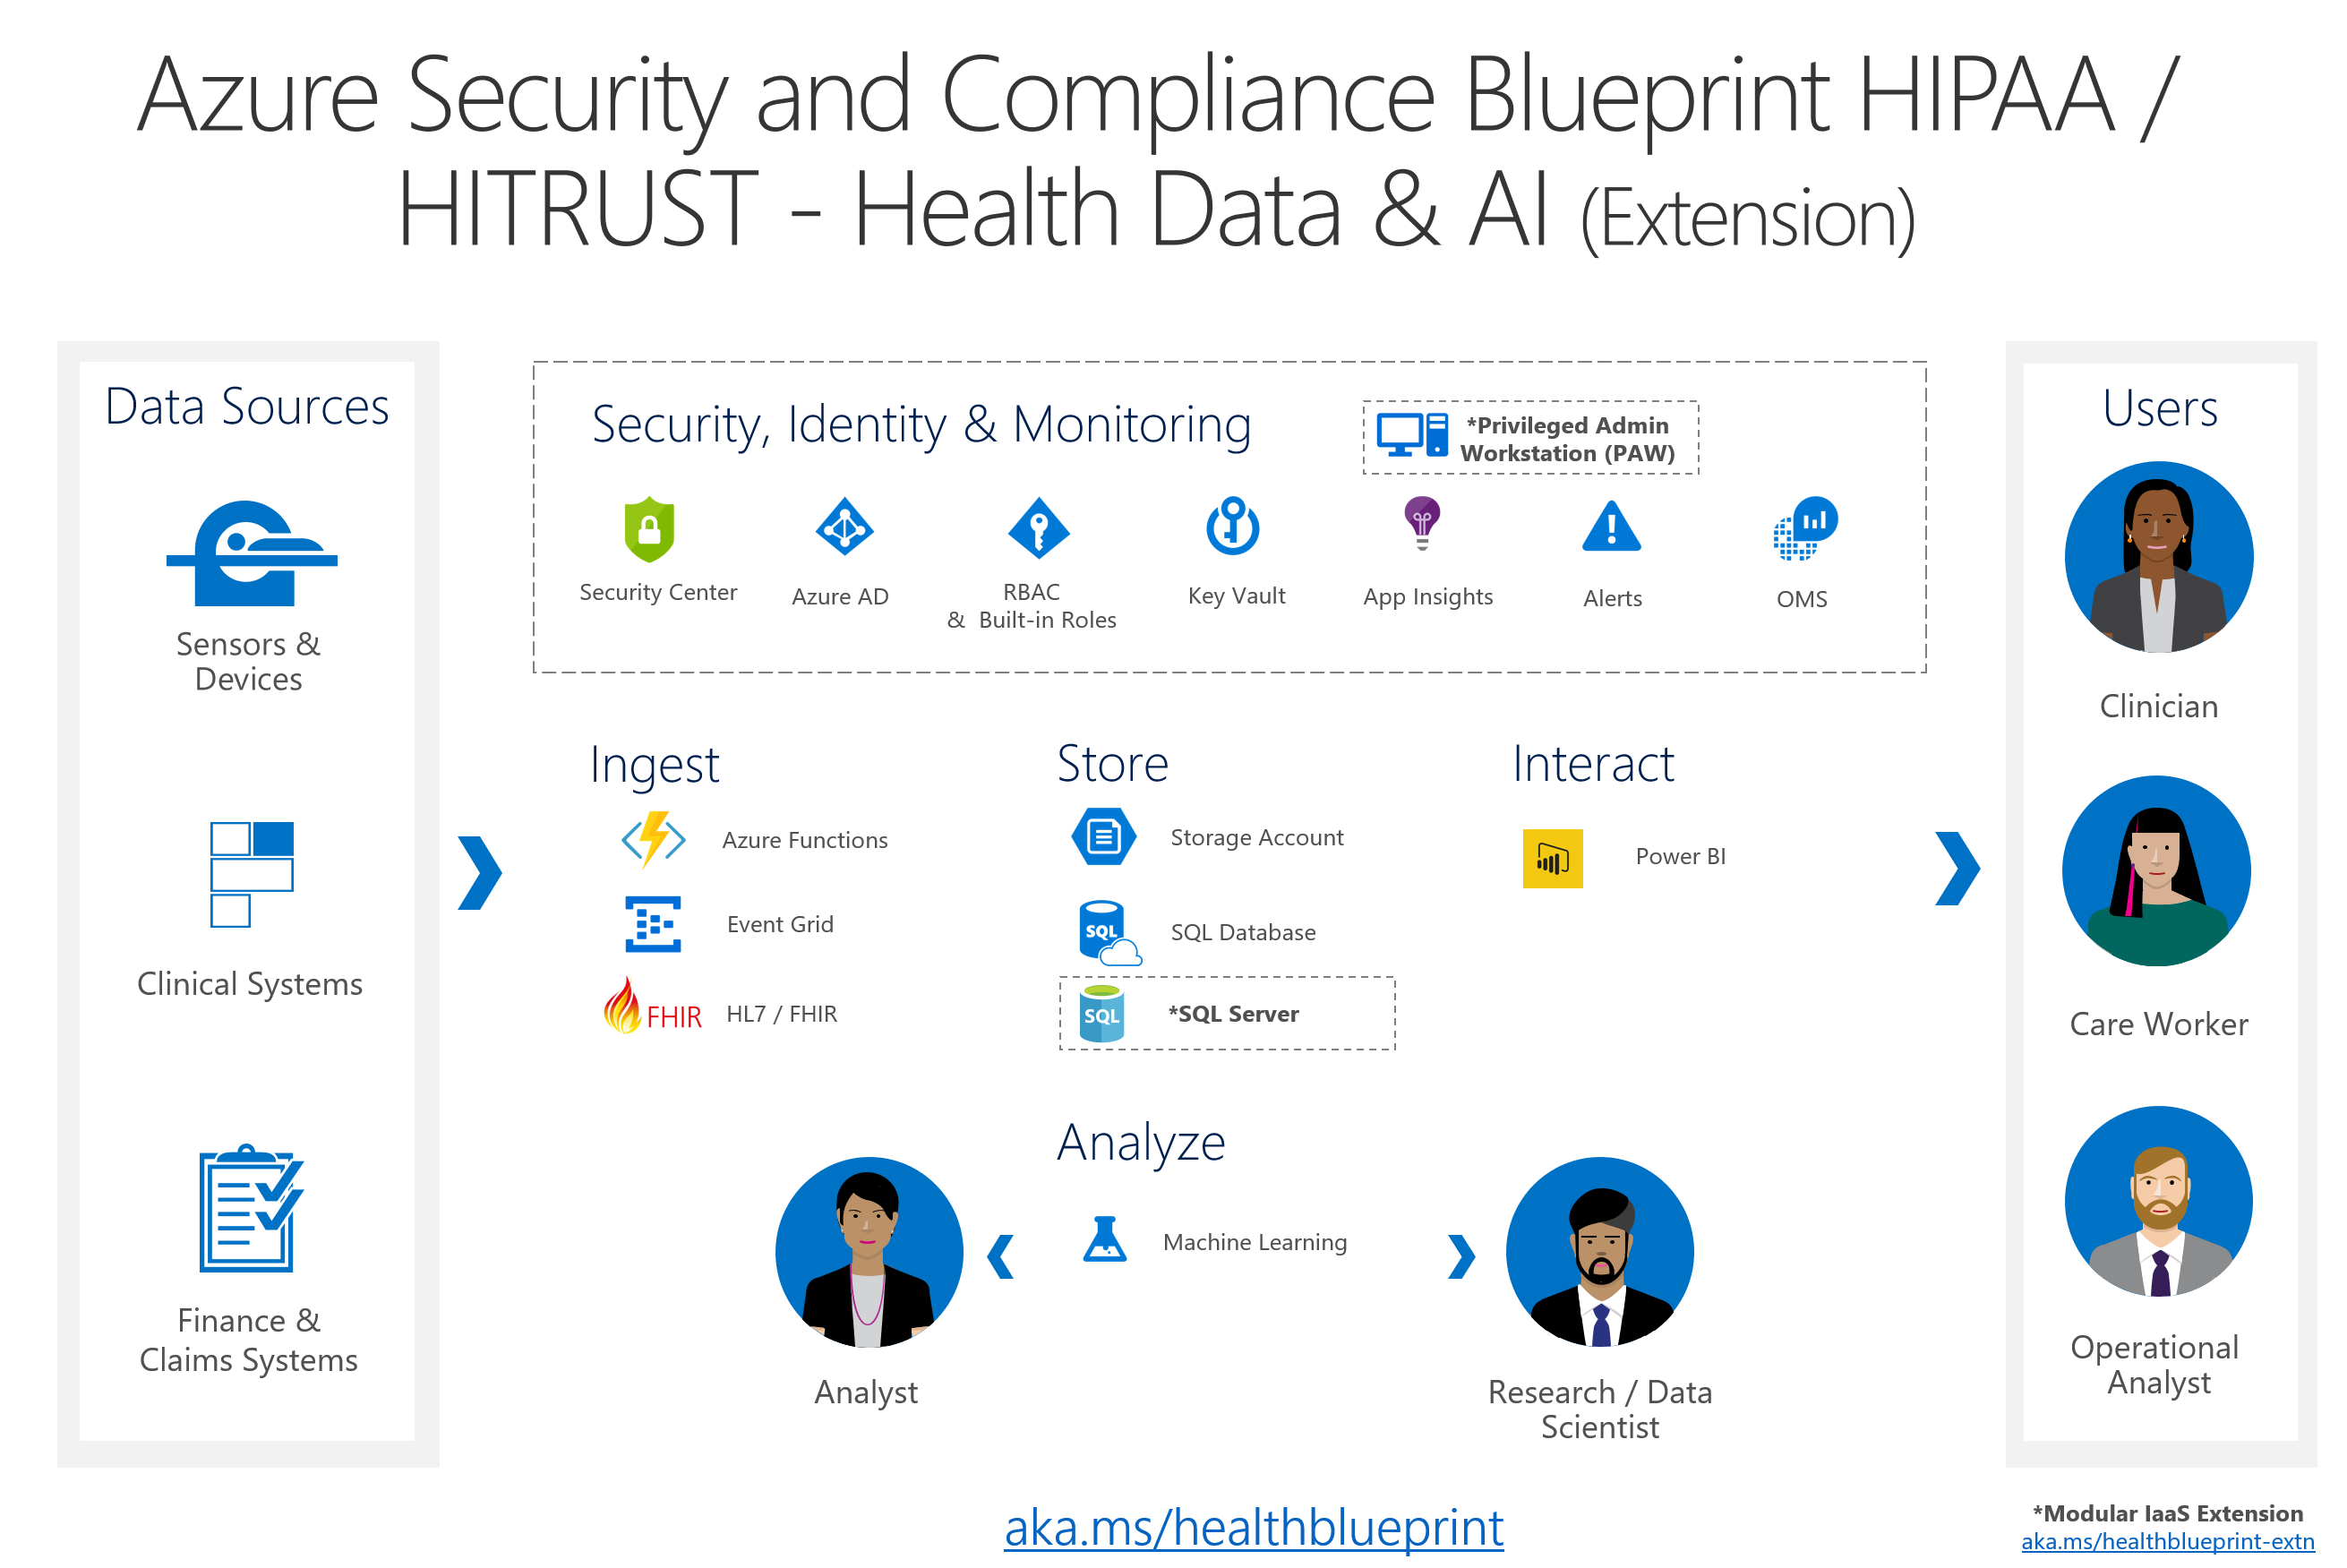 Azure Security and Compliance Blueprint HIPAA /
HITRUST - Health Data & AI (Extension)
Data Sources
Sensors &
Devices
Clinical Systems
Finance &
Claims Systems
Security, Identity & Monitoring
*Privileged Admin
Workstation (PAW)
Security Center
Azure AD
RBAC
& Built-in Roles
Key Vault
App Insights
Alerts
OMS
Ingest
Azure Functions
Event Grid
FHIR
HL7 / FHIR
Store
Storage Account
SQL
SQL Database
SQL
*SQL Server
Interact
Power BI
Analyze
Machine Learning
Analyst
Research / Data
Scientist
Users
Clinician
Care Worker
Operational
Analyst
aka.ms/healthblueprint
*Modular IaaS Extension
aka.ms/healthblueprint-extn